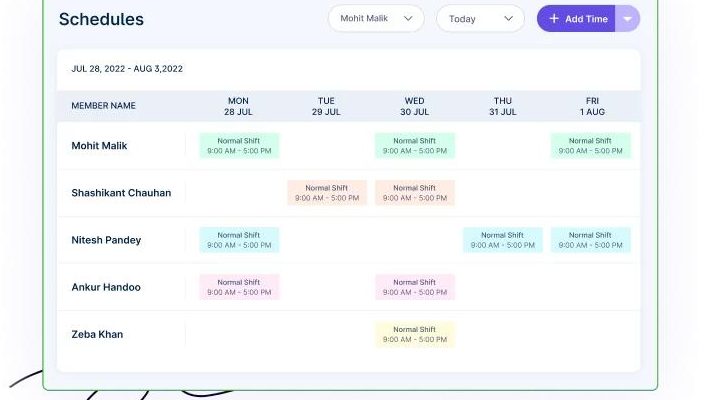 Schedules
Mohit Malik
Today
+ Add Time
JUL 28, 2022 - AUG 3,2022
MEMBER NAME
MON
28 JUL
TUE
29 JUL
WED
30 JUL
THU
31 JUL
FRI
1 AUG
Mohit Malik
Normal Shift
9:00 AM - 5:00 PM
Normal Shift
9:00 AM - 5:00 PM
Normal Shift
9:00 AM - 5:00 PM
Shashikant Chauhan
Normal Shift
9:00 AM - 5:00 PM
Normal Shift
9:00 AM - 5:00 PM
Nitesh Pandey
Normal Shift
9:00 AM - 5:00 PM
Normal Shift
9:00 AM - 5:00 PM
Normal Shift
9:00 AM - 5:00 PM
Ankur Handoo
Normal Shift
9:00 AM - 5:00 PM
Normal Shift
9:00 AM - 5:00 PM
Zeba Khan
Normal Shift
9:00 AM - 5:00 PM